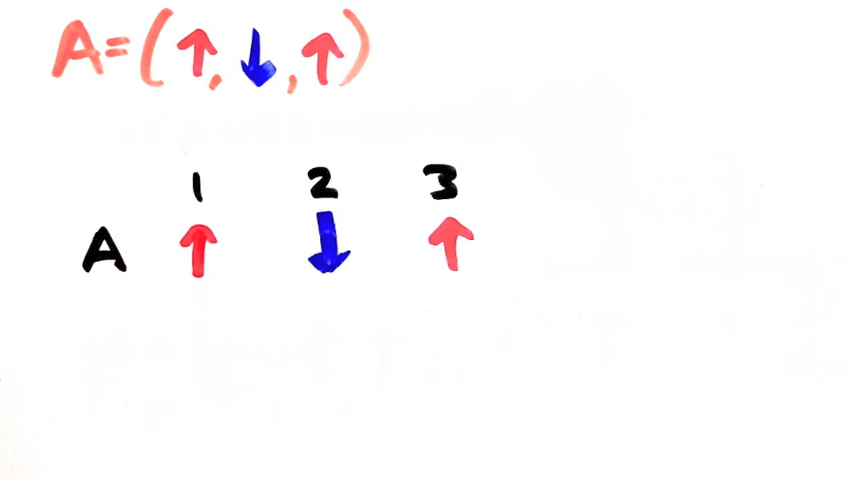 A=(↑,↓,↑)
1 2 3
A ↑ ↓ ↑